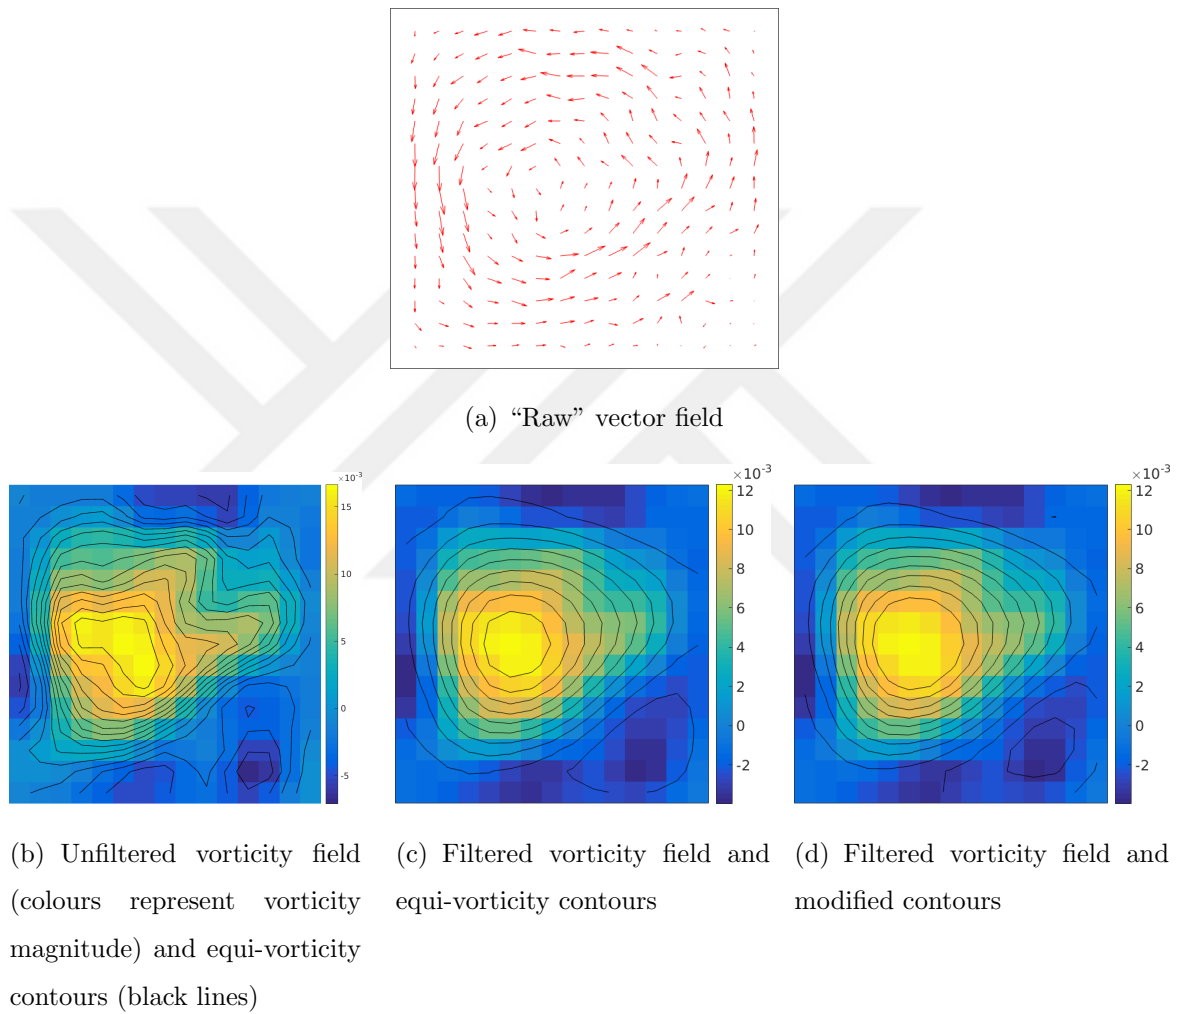 (a) “Raw” vector field
×10-3
15
10
5
0
-5
×10-3
12
10
8
6
4
2
0
-2
×10-3
12
10
8
6
4
2
0
-2
(b) Unfiltered vorticity field
(colours represent vorticity
magnitude) and equi-vorticity
contours (black lines)
(c) Filtered vorticity field and
equi-vorticity contours
(d) Filtered vorticity field and
modified contours